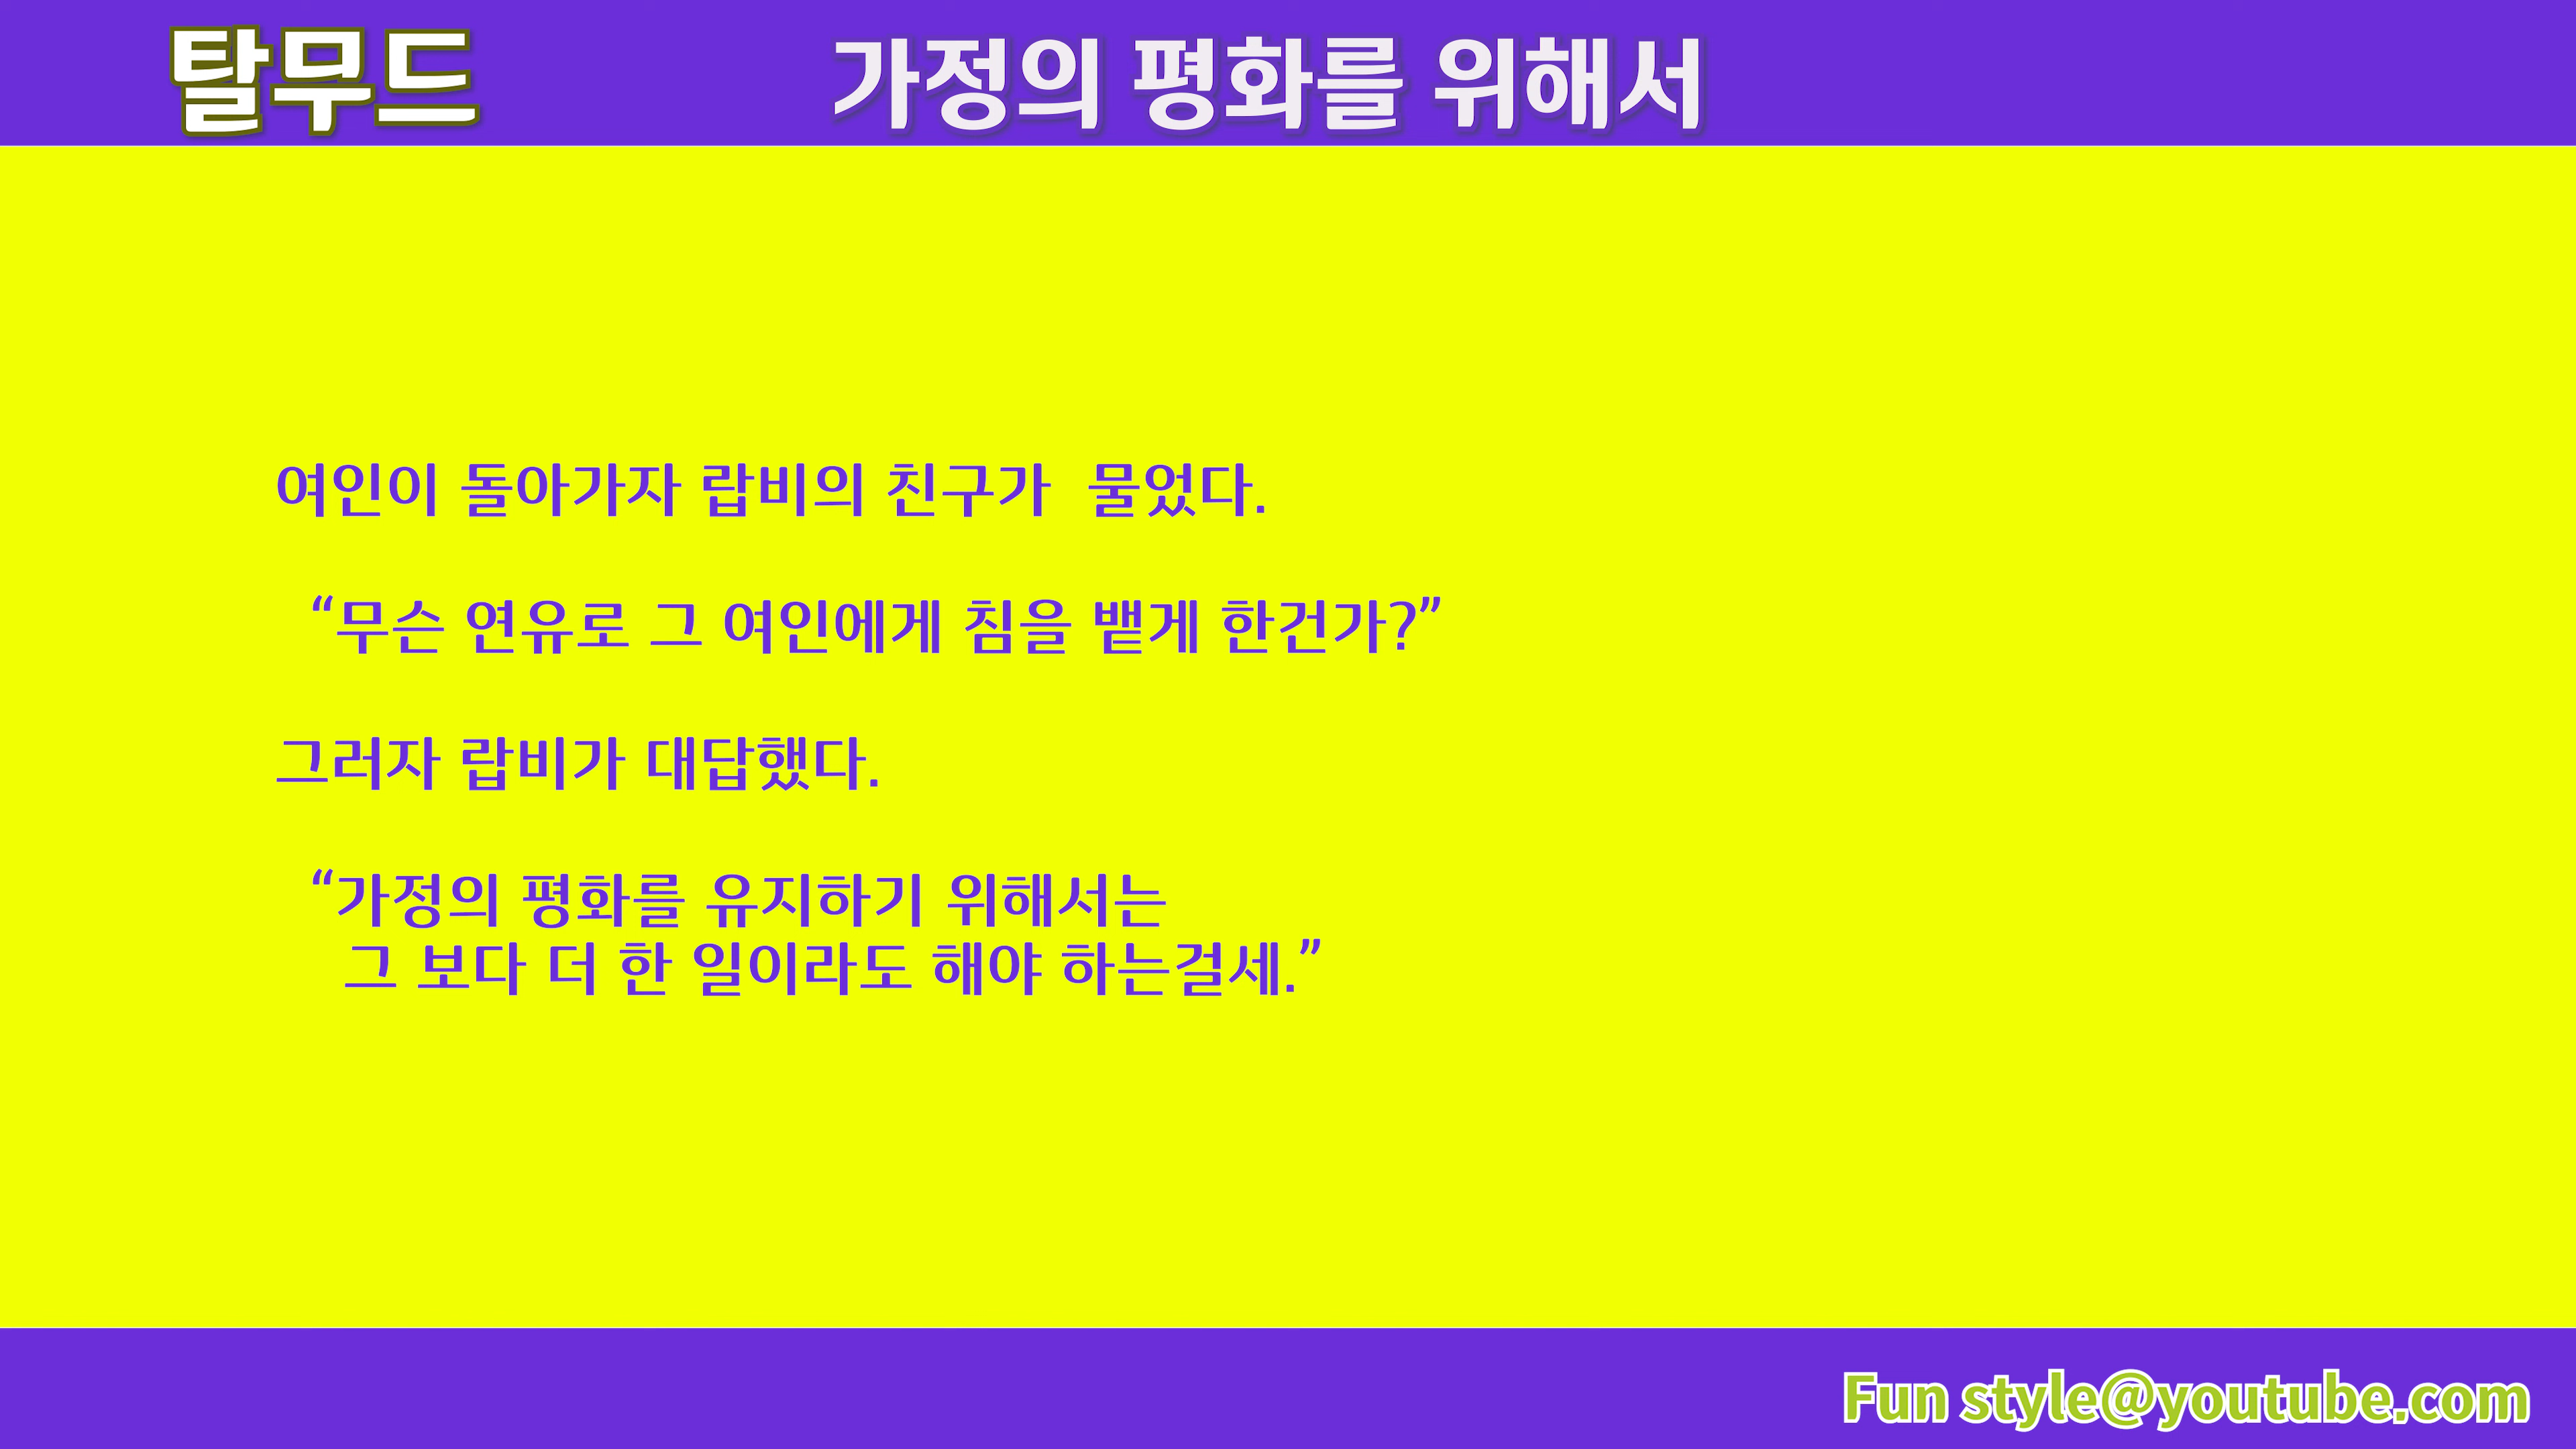 탈무드 가정의 평화를 위해서
여인이 돌아가자 랍비의 친구가 물었다.
“무슨 연유로 그 여인에게 침을 뱉게 한건가?”
그러자 랍비가 대답했다.
“가정의 평화를 유지하기 위해서는
그 보다 더 한 일이라도 해야 하는걸세.”
Fun style@youtube.com